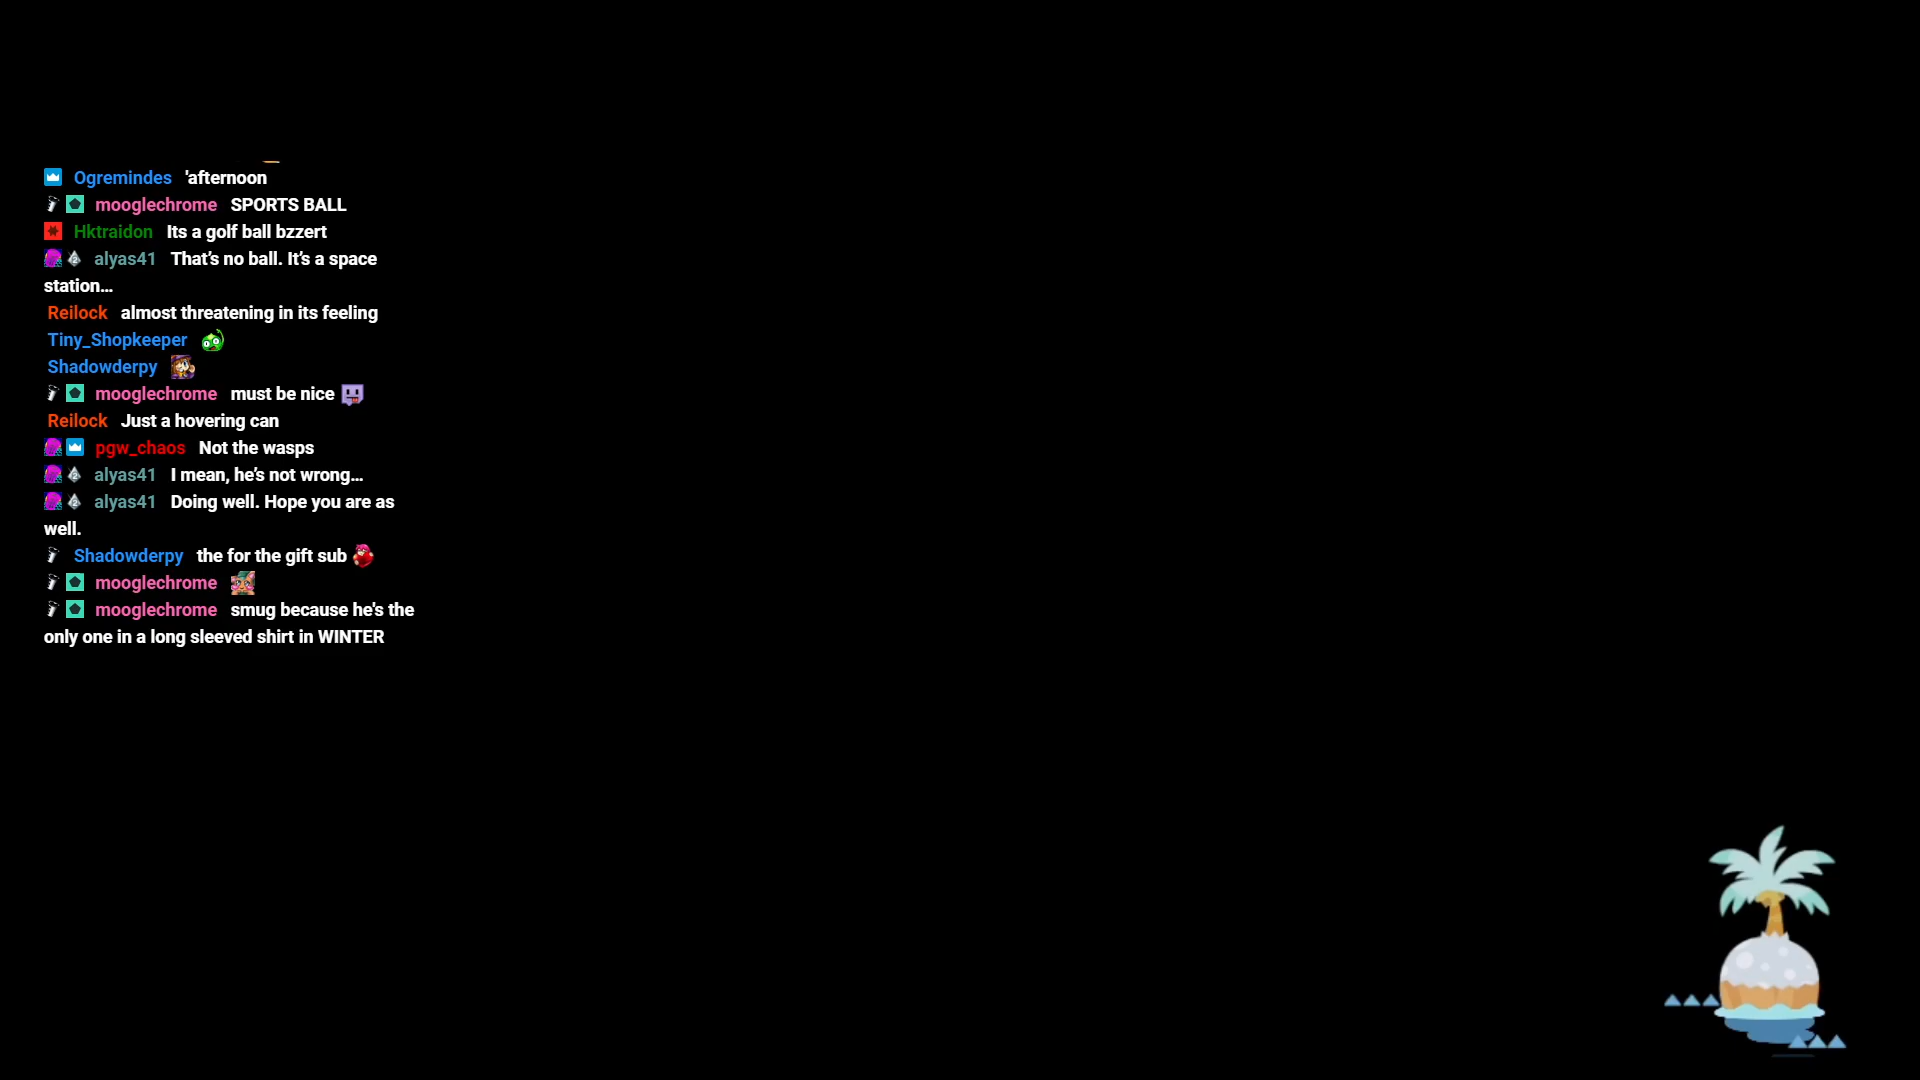 Ogremindes 'afternoon
mooglechrome SPORTS BALL
Hktraidon Its a golf ball bzzert
alyas41 That's no ball. It's a space
station...
Reilock almost threatening in its feeling
Tiny_Shopkeeper
Shadowderpy
mooglechrome must be nice
Reilock Just a hovering can
pgw_chaos Not the wasps
alyas41 I mean, he's not wrong...
alyas41 Doing well. Hope you are as
well.
Shadowderpy the for the gift sub
mooglechrome
mooglechrome smug because he's the
only one in a long sleeved shirt in WINTER